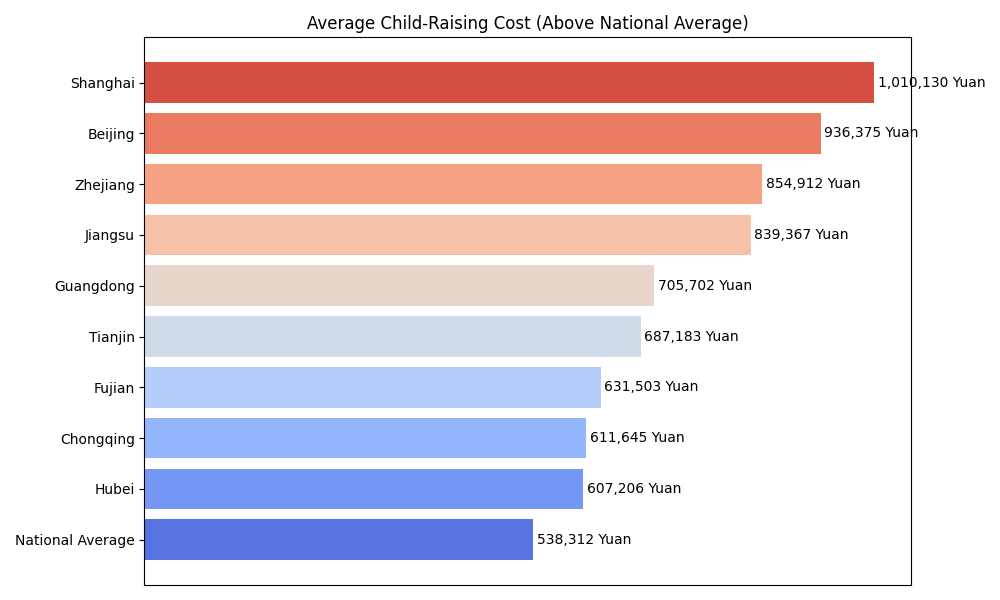 Average Child-Raising Cost (Above National Average)
Shanghai 1,010,130 Yuan
Beijing 936,375 Yuan
Zhejiang 854,912 Yuan
Jiangsu 839,367 Yuan
Guangdong 705,702 Yuan
Tianjin 687,183 Yuan
Fujian 631,503 Yuan
Chongqing 611,645 Yuan
Hubei 607,206 Yuan
National Average 538,312 Yuan